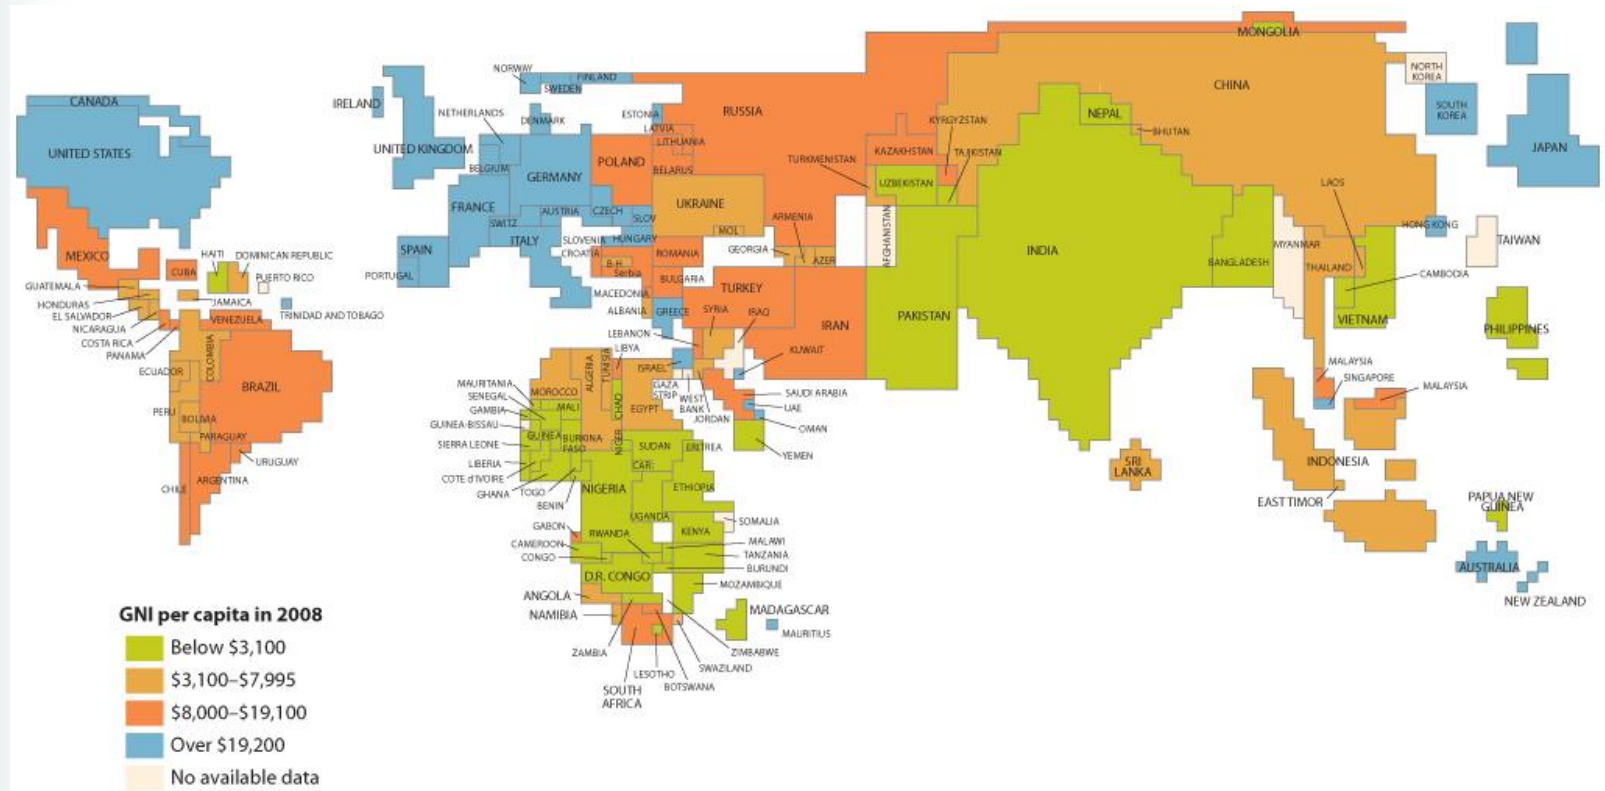 CANADA
UNITED STATES
MEXICO
CUBA
HAITI
DOMINICAN REPUBLIC
PUERTO RICO
GUATEMALA
HONDURAS
EL SALVADOR
NICARAGUA
COSTA RICA
PANAMA
JAMAICA
TRINIDAD AND TOBAGO
VENEZUELA
COLOMBIA
ECUADOR
BRAZIL
PERU
BOLIVIA
PARAGUAY
URUGUAY
ARGENTINA
CHILE
NORWAY
FINLAND
SWEDEN
IRELAND
NETHERLANDS
DENMARK
ESTONIA
LATVIA
LITHUANIA
UNITED KINGDOM
BELGIUM
GERMANY
POLAND
BELARUS
FRANCE
AUSTRIA
CZECH
SLOV
SWITZ
ITALY
SPAIN
PORTUGAL
SLOVENIA
HUNGARY
CROATIA
B.H.
Serbia
ROMANIA
BULGARIA
MACEDONIA
ALBANIA
GREECE
UKRAINE
MOL
RUSSIA
ARMENIA
GEORGIA
AZER
TURKMENISTAN
KAZAKHSTAN
KYRGYZSTAN
TAJIKISTAN
UZBEKISTAN
AFGHANISTAN
TURKEY
SYRIA
IRAQ
IRAN
LEBANON
LIBYA
KUWAIT
ISRAEL
GAZA
STRIP
WEST
BANK
JORDAN
SAUDI ARABIA
UAE
OMAN
YEMEN
MONGOLIA
CHINA
NORTH
KOREA
SOUTH
KOREA
JAPAN
NEPAL
BHUTAN
INDIA
BANGLADESH
PAKISTAN
MYANMAR
LAOS
THAILAND
HONG KONG
TAIWAN
CAMBODIA
VIETNAM
PHILIPPINES
MALAYSIA
SINGAPORE
MALAYSIA
SRI
LANKA
INDONESIA
EAST TIMOR
PAPUA NEW
GUINEA
AUSTRALIA
NEW ZEALAND
ALGERIA
TUNISIA
MOROCCO
MAURITANIA
SENEGAL
GAMBIA
GUINEA-BISSAU
SIERRA LEONE
LIBERIA
COTE d'IVOIRE
GHANA
TOGO
BENIN
MALI
GUINEA
BURKINA
FASO
CHAD
NIGER
EGYPT
SUDAN
ERITREA
CAR
NIGERIA
ETHIOPIA
UGANDA
SOMALIA
GABON
RWANDA
KENYA
CAMEROON
CONGO
MALAWI
TANZANIA
BURUNDI
D.R. CONGO
MOZAMBIQUE
ANGOLA
NAMIBIA
MADAGASCAR
MAURITIUS
ZAMBIA
ZIMBABWE
SWAZILAND
LESOTHO
BOTSWANA
SOUTH
AFRICA
GNI per capita in 2008
Below $3,100
$3,100–$7,995
$8,000–$19,100
Over $19,200
No available data